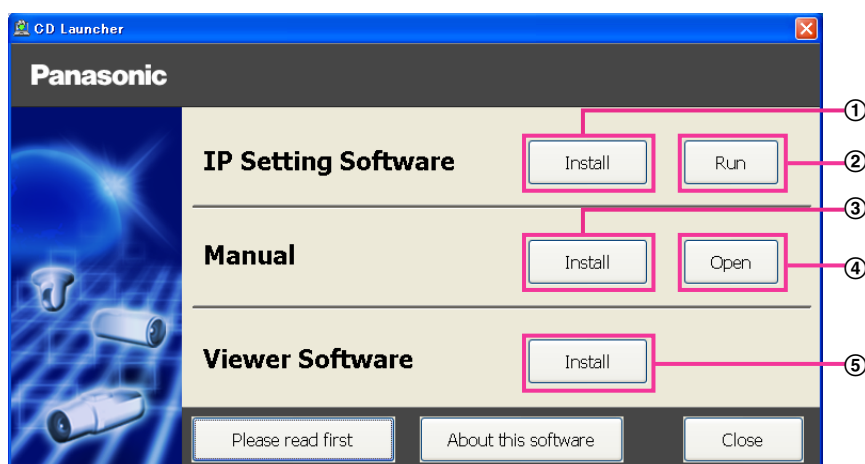 CD Launcher
Panasonic
①
IP Setting Software
Install
Run
②
③
Manual
Install
Open
④
Viewer Software
Install
⑤
Please read first
About this software
Close